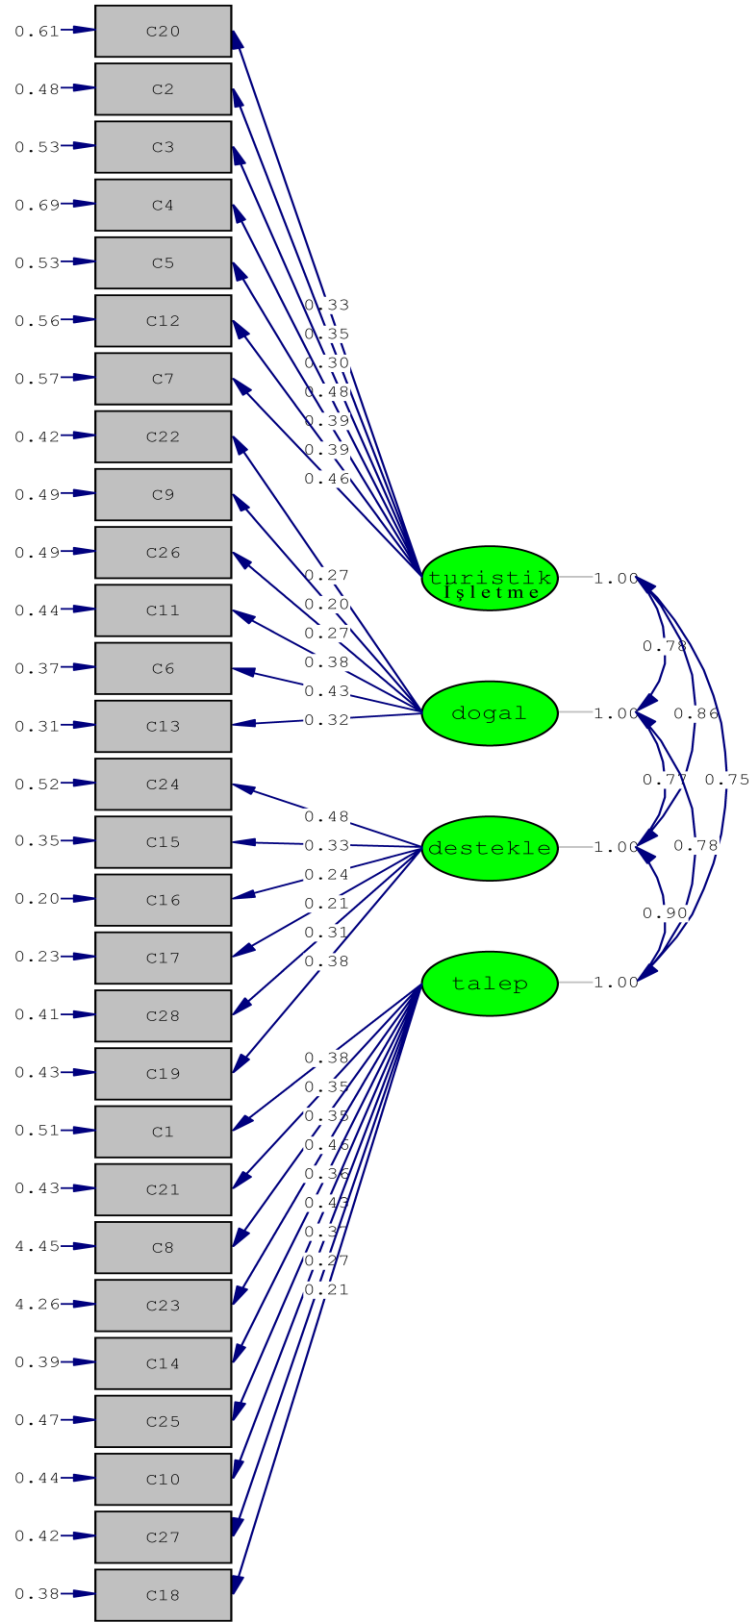 0.61 C20
0.48 C2
0.53 C3
0.69 C4
0.53 C5
0.56 C12
0.57 C7
0.42 C22
0.49 C9
0.49 C26
0.44 C11
0.37 C6
0.31 C13
0.52 C24
0.35 C15
0.20 C16
0.23 C17
0.41 C28
0.43 C19
0.51 C1
0.43 C21
4.45 C8
4.26 C23
0.39 C14
0.47 C25
0.44 C10
0.42 C27
0.38 C18
0.33
0.35
0.30
0.48
0.39
0.39
0.46
0.27
0.20
0.27
0.38
0.43
0.32
0.48
0.33
0.24
0.21
0.31
0.38
0.38
0.35
0.35
0.46
0.36
0.43
0.37
0.27
0.21
turistik 1.00
İşletme
dogal 1.00
destekle 1.00
talep 1.00
0.78
0.86
0.77
0.75
0.78
0.90